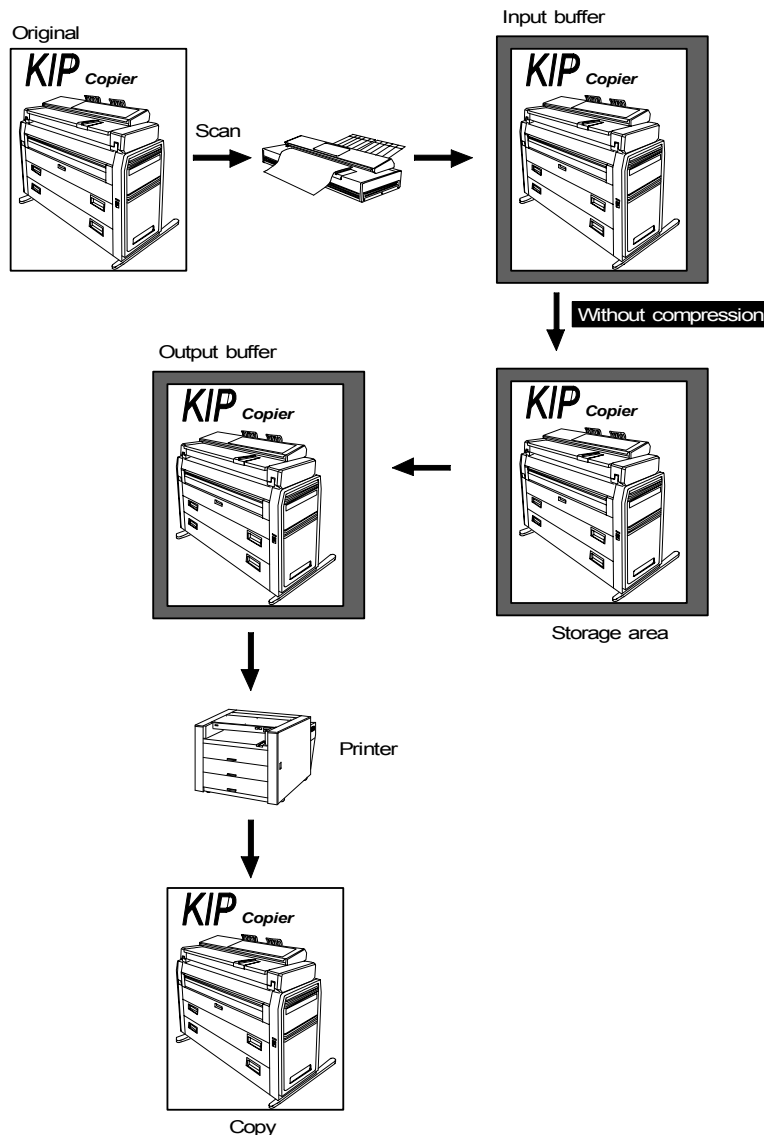 Original
KIP Copier
Scan
Input buffer
KIP Copier
Without compression
Storage area
KIP Copier
Output buffer
KIP Copier
Printer
KIP Copier
Copy